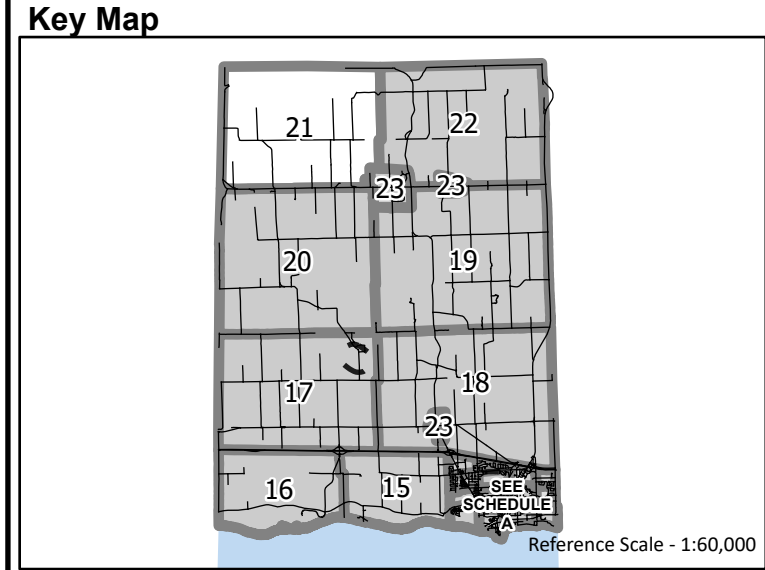 Key Map
21
22
23
23
20
19
17
18
23
16
15
SEE
SCHEDULE
A
Reference Scale - 1:60,000